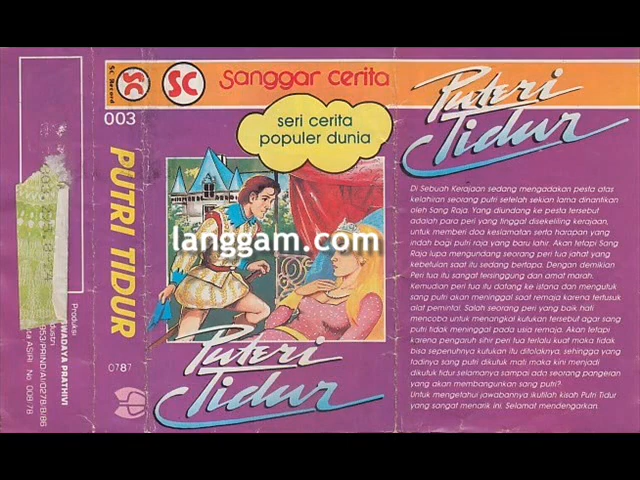 Sc Record
SC
003
PUTRI TIDUR
0787
Produksi
SWADAYA PRATHIVI
No. 008/78
SC
sanggar cerita
seri cerita
populer dunia
langgam.com
Puteri
Tidur
Puteri
Tidur
Di Sebuah Kerajaan sedang mengadakan pesta atas
kelahiran seorang putri setelah sekian lama dinantikan
oleh Sang Raja. Yang diundang ke pesta tersebut
adalah para peri yang tinggal disekeliling kerajaan,
untuk memberi doa keslamatan serta harapan yang
indah bagi putri raja yang baru lahir. Akan tetapi Sang
Raja lupa mengundang seorang peri tua jahat yang
kebetulan saat itu sedang bertapa. Dengan demikian
Peri tua itu sangat tersinggung dan amat marah.
Kemudian peri tua itu datang ke istana dan mengutuk
sang putri akan meninggal saat remaja karena tertusuk
alat pemintal. Salah seorang peri yang baik hati
mencoba untuk menangkal kutukan tersebut agar sang
putri tidak meninggal pada usia remaja. Akan tetapi
karena pengaruh sihir peri tua terlalu kuat maka tidak
bisa sepenuhnya kutukan itu ditolaknya, sehingga yang
tadinya sang putri dikutuk mati maka kini menjadi
dikutuk tidur selamanya sampai ada seorang pangeran
yang akan membangunkan sang putri?
Untuk mengetahui jawabannya ikutilah kisah Putri Tidur
yang sangat menarik ini. Selamat mendengarkan.